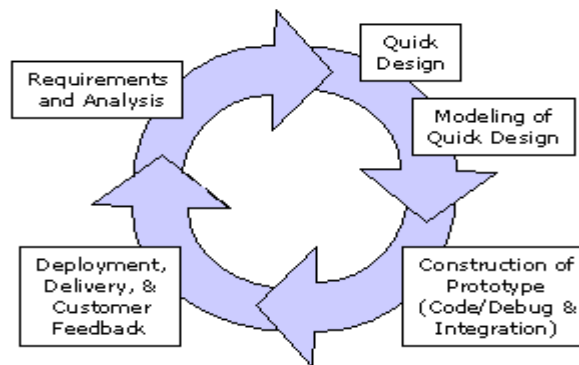 Quick
Design
Requirements
and Analysis
Modeling of
Quick Design
Deployment,
Delivery, &
Customer
Feedback
Construction of
Prototype
(Code/Debug &
Integration)